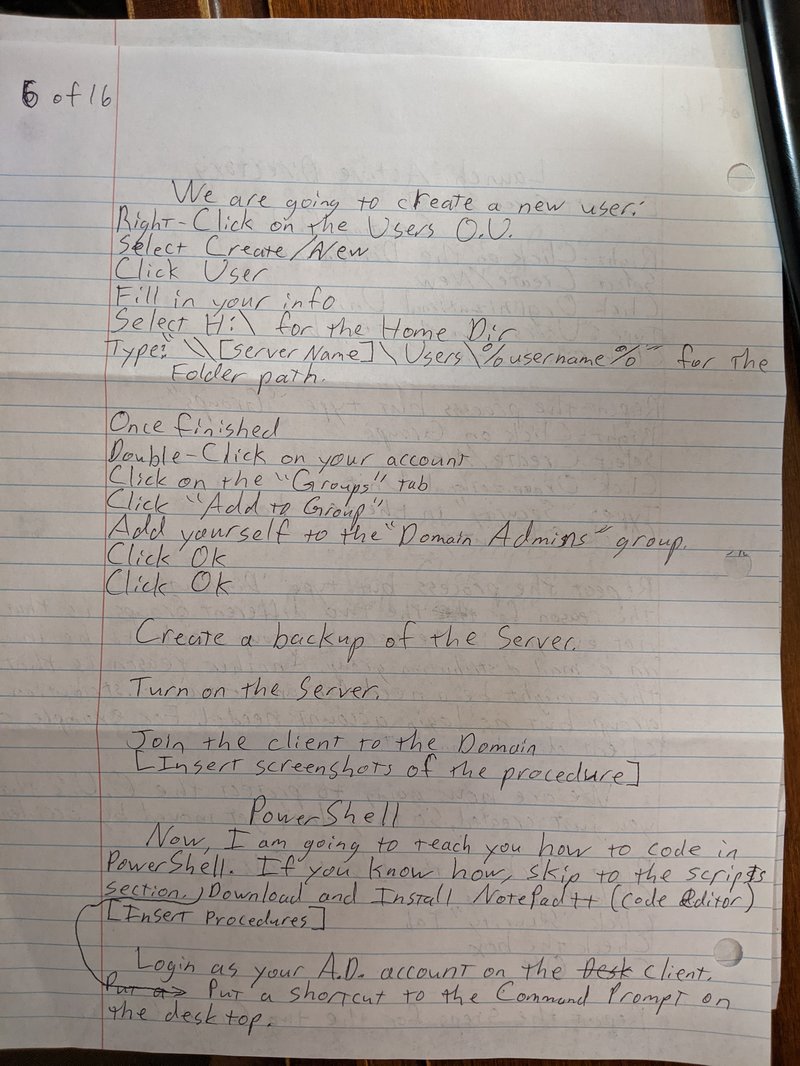 6 of 16
We are going to create a new user:
Right-Click on the Users O.U.
Select Create/New
Click User
Fill in your info
Select H:\ for the Home Dir
Type: "\\[Server Name]\Users\%username%" for the
Folder path.
Once finished
Double-Click on your account
Click on the "Groups" tab
Click "Add to Group"
Add yourself to the "Domain Admins" group.
Click Ok
Click Ok
Create a backup of the Server.
Turn on the Server.
Join the client to the Domain
[Insert screenshots of the procedure]
PowerShell
Now, I am going to teach you how to code in
PowerShell. If you know how, skip to the scripts
section. Download and Install NotePad++ (Code Editor)
[Insert Procedures]
Login as your A.D. account on the Desk client.
Put a Put a shortcut to the Command Prompt on
the desktop.